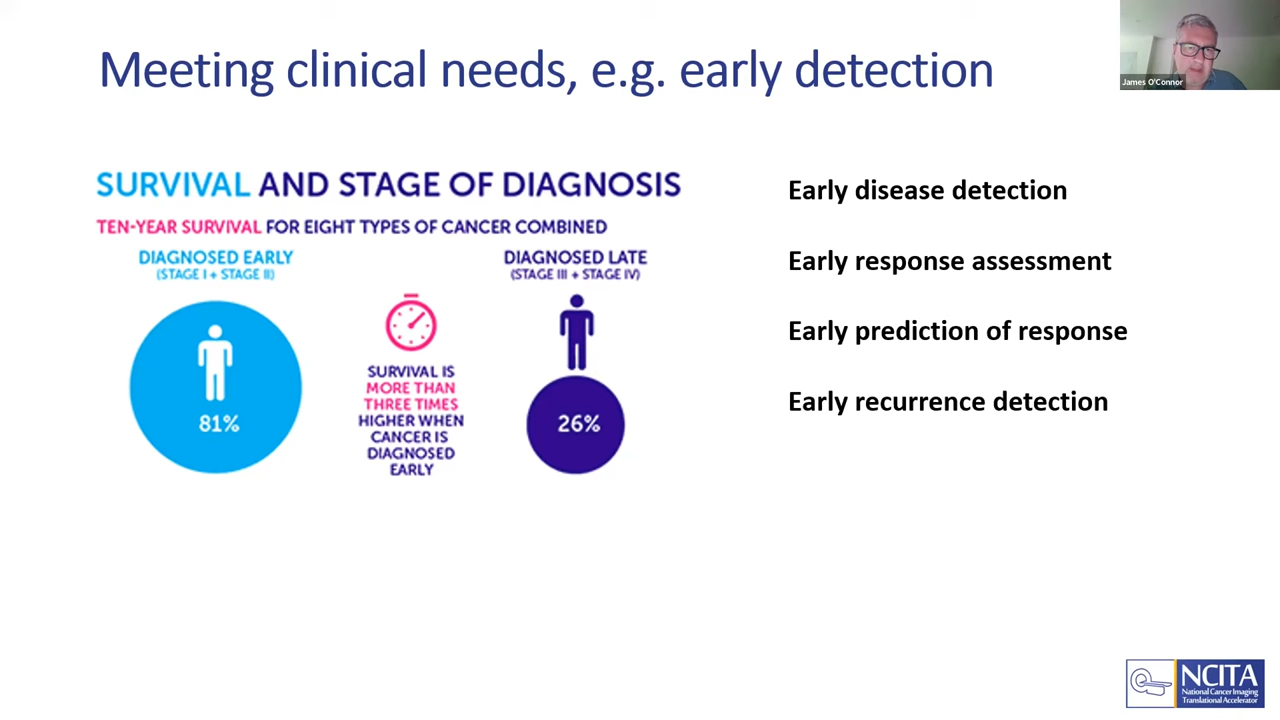 Meeting clinical needs, e.g. early detection
James O'Connor
SURVIVAL AND STAGE OF DIAGNOSIS
TEN-YEAR SURVIVAL FOR EIGHT TYPES OF CANCER COMBINED
DIAGNOSED EARLY
(STAGE I + STAGE II)
81%
SURVIVAL IS
MORE THAN
THREE TIMES
HIGHER WHEN
CANCER IS
DIAGNOSED
EARLY
DIAGNOSED LATE
(STAGE III + STAGE IV)
26%
Early disease detection
Early response assessment
Early prediction of response
Early recurrence detection
NCITA
National Cancer Imaging
Translational Accelerator